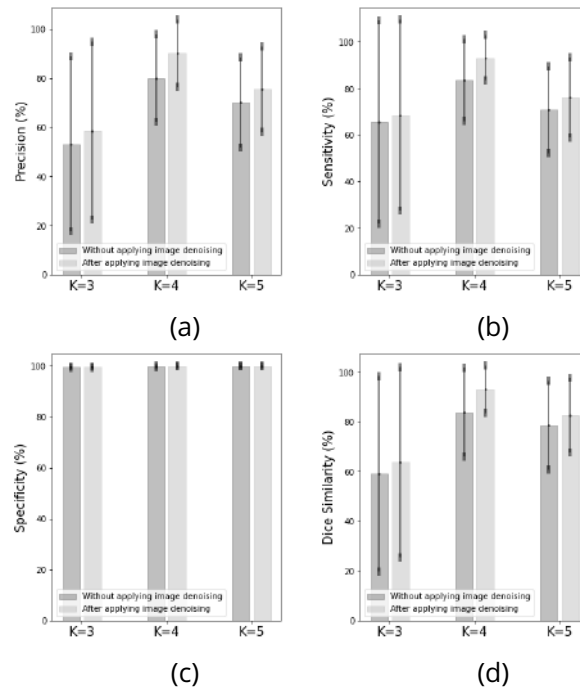 Precision (%)
100
80
60
40
20
0
Without applying image denoising
After applying image denoising
K=3 K=4 K=5
(a)
Sensitivity (%)
100
80
60
40
20
0
Without applying image denoising
After applying image denoising
K=3 K=4 K=5
(b)
Specificity (%)
100
80
60
40
20
0
Without applying image denoising
After applying image denoising
K=3 K=4 K=5
(c)
Dice Similarity (%)
100
80
60
40
20
0
Without applying image denoising
After applying image denoising
K=3 K=4 K=5
(d)